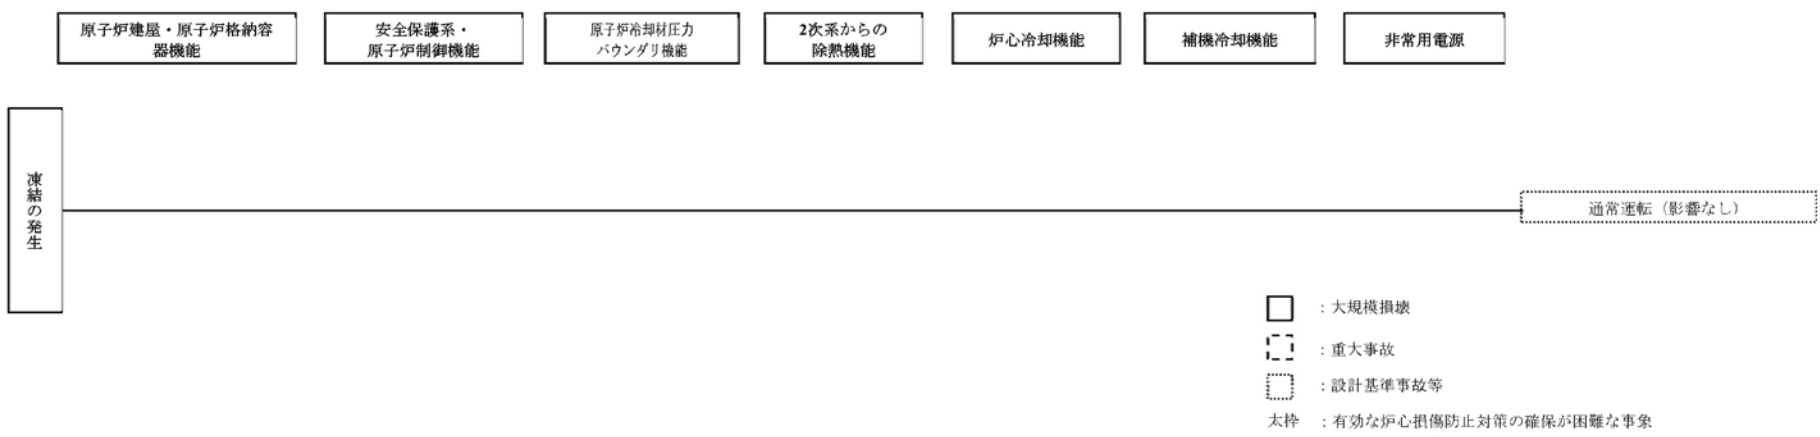 原子炉建屋・原子炉格納容
器機能
安全保護系・
原子炉制御機能
原子炉冷却材圧力
バウンダリ機能
2次系からの
除熱機能
炉心冷却機能
補機冷却機能
非常用電源
凍結の発生
通常運転（影響なし）
：大規模損壊
：重大事故
：設計基準事故等
太枠 ：有効な炉心損傷防止対策の確保が困難な事象